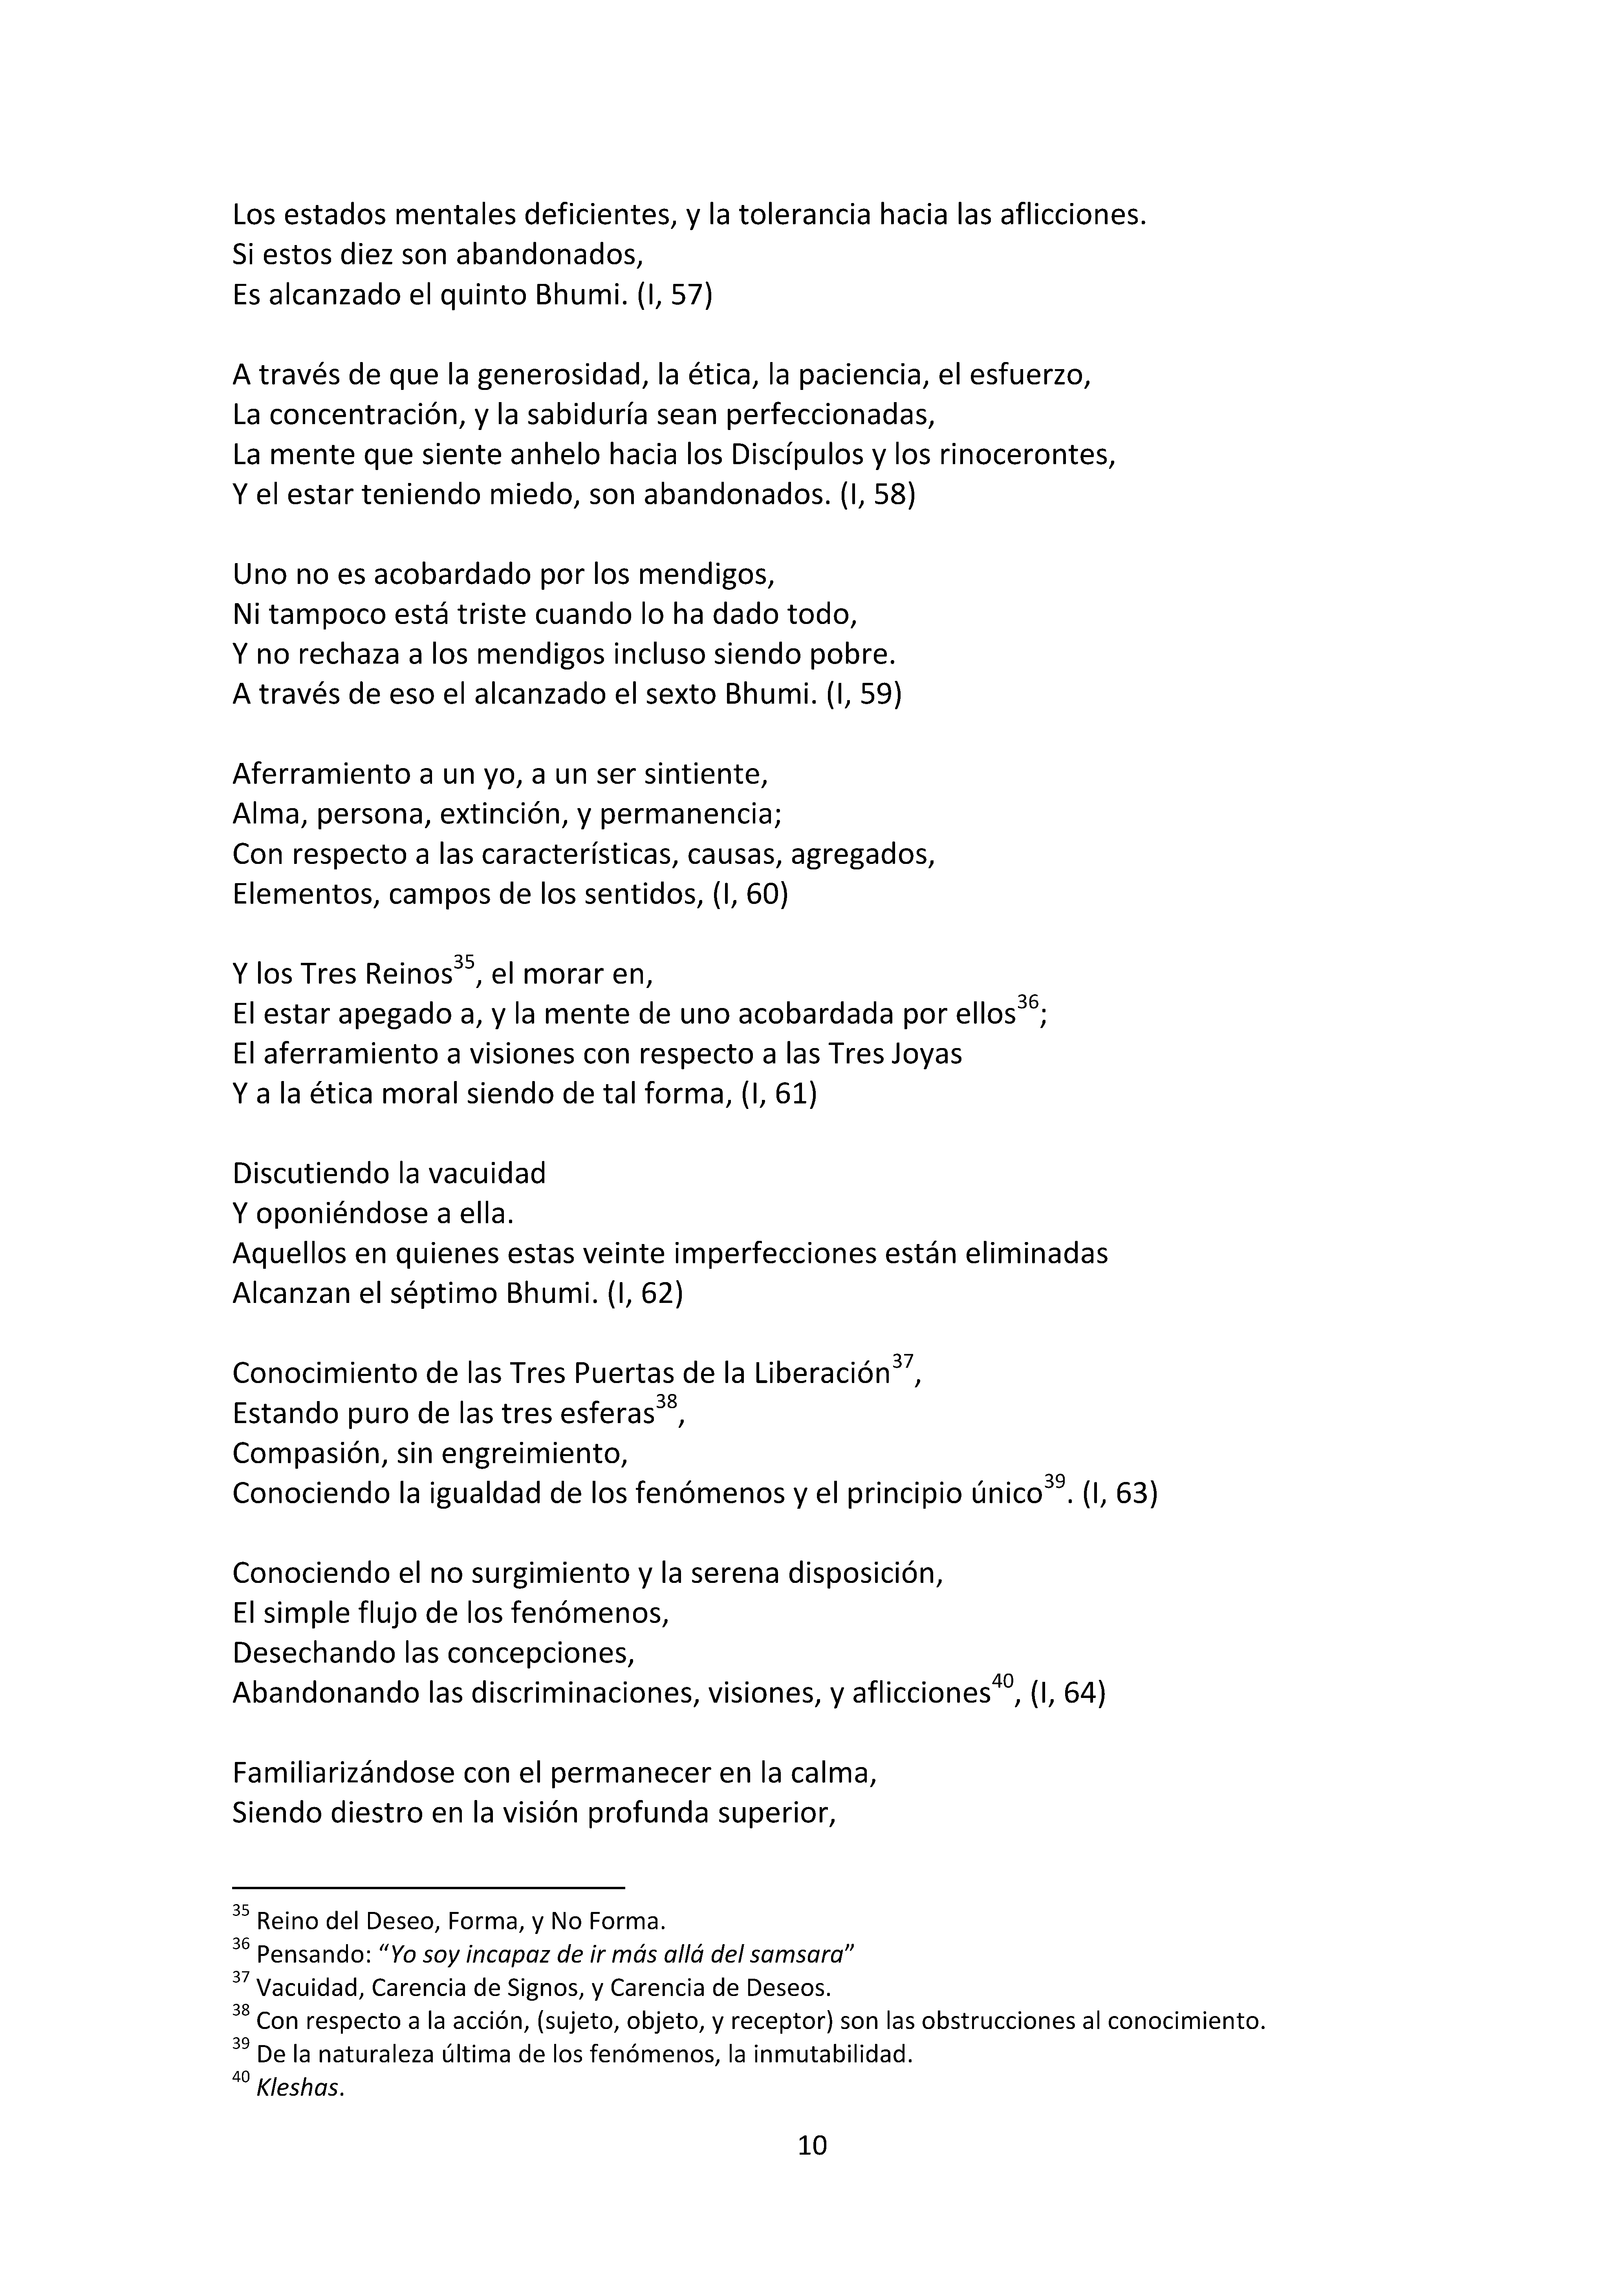 Los estados mentales deficientes, y la tolerancia hacia las aflicciones.
Si estos diez son abandonados,
Es alcanzado el quinto Bhumi. (I, 57)
A través de que la generosidad, la ética, la paciencia, el esfuerzo,
La concentración, y la sabiduría sean perfeccionadas,
La mente que siente anhelo hacia los Discípulos y los rinocerontes,
Y el estar teniendo miedo, son abandonados. (I, 58)
Uno no es acobardado por los mendigos,
Ni tampoco está triste cuando lo ha dado todo,
Y no rechaza a los mendigos incluso siendo pobre.
A través de eso el alcanzado el sexto Bhumi. (I, 59)
Aferramiento a un yo, a un ser sintiente,
Alma, persona, extinción, y permanencia;
Con respecto a las características, causas, agregados,
Elementos, campos de los sentidos, (I, 60)
Y los Tres Reinos35, el morar en,
El estar apegado a, y la mente de uno acobardada por ellos36;
El aferramiento a visiones con respecto a las Tres Joyas
Y a la ética moral siendo de tal forma, (I, 61)
Discutiendo la vacuidad
Y oponiéndose a ella.
Aquellos en quienes estas veinte imperfecciones están eliminadas
Alcanzan el séptimo Bhumi. (I, 62)
Conocimiento de las Tres Puertas de la Liberación37,
Estando puro de las tres esferas38,
Compasión, sin engreimiento,
Conociendo la igualdad de los fenómenos y el principio único39. (I, 63)
Conociendo el no surgimiento y la serena disposición,
El simple flujo de los fenómenos,
Desechando las concepciones,
Abandonando las discriminaciones, visiones, y aflicciones40, (I, 64)
Familiarizándose con el permanecer en la calma,
Siendo diestro en la visión profunda superior,
35 Reino del Deseo, Forma, y No Forma.
36 Pensando: “Yo soy incapaz de ir más allá del samsara”
37 Vacuidad, Carencia de Signos, y Carencia de Deseos.
38 Con respecto a la acción, (sujeto, objeto, y receptor) son las obstrucciones al conocimiento.
39 De la naturaleza última de los fenómenos, la inmutabilidad.
40 Kleshas.
10